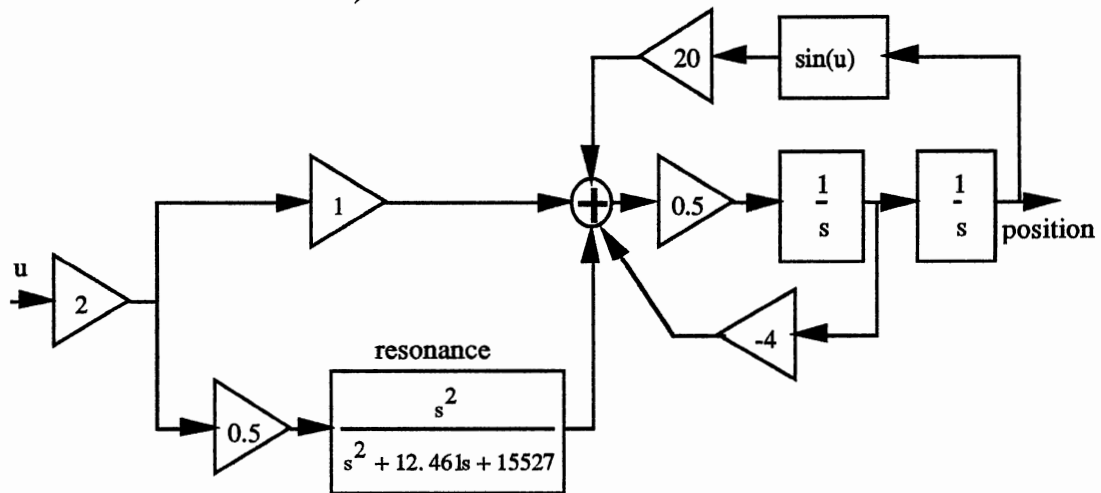 20
sin(u)
1
0.5
1
s
1
s
position
u
2
-4
resonance
0.5
s^2
s^2 + 12.461s + 15527